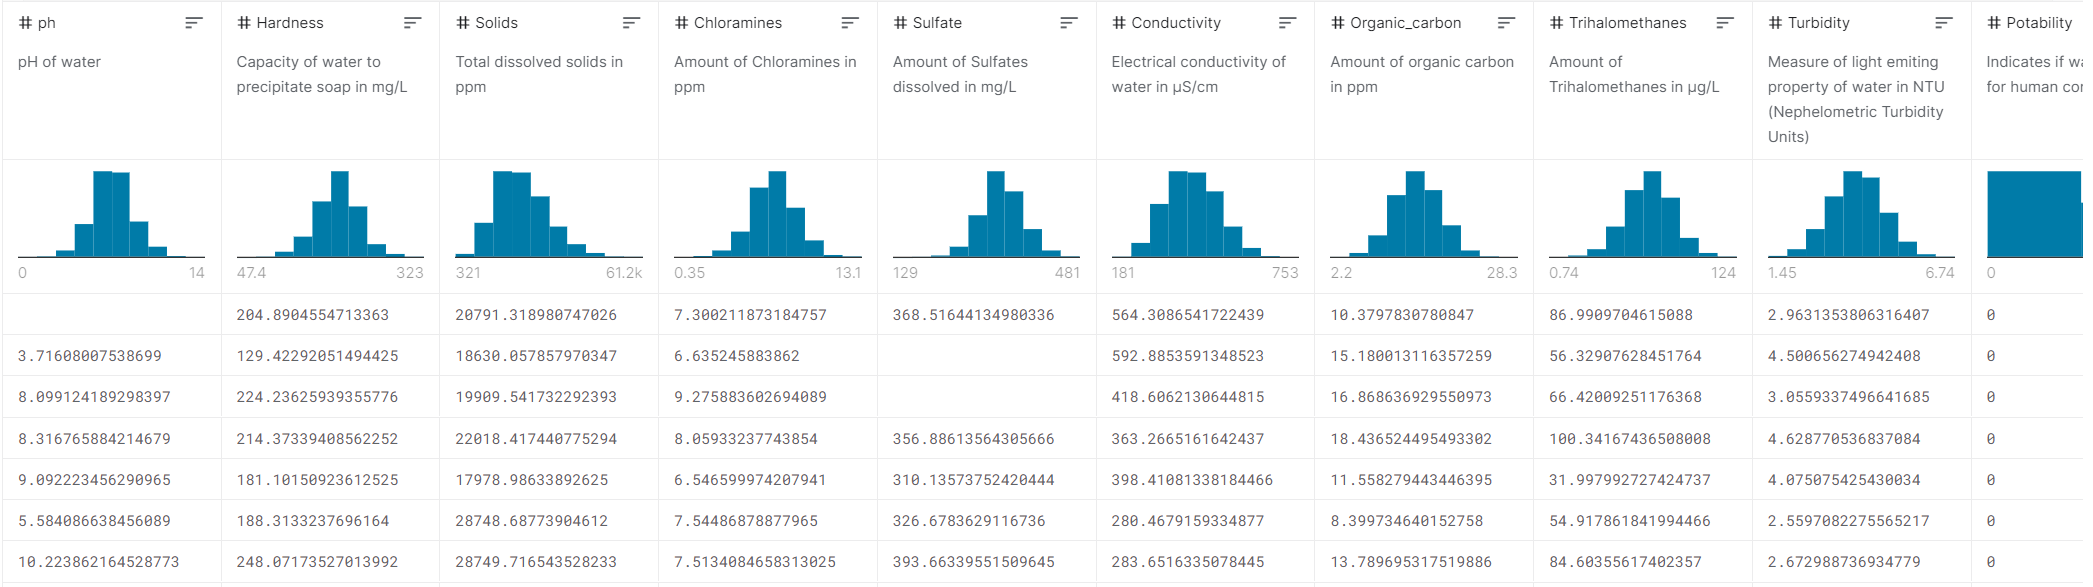 # ph
# Hardness
# Solids
# Chloramines
# Sulfate
# Conductivity
# Organic_carbon
# Trihalomethanes
# Turbidity
# Potability
pH of water
Capacity of water to
precipitate soap in mg/L
Total dissolved solids in
ppm
Amount of Chloramines in
ppm
Amount of Sulfates
dissolved in mg/L
Electrical conductivity of
water in μS/cm
Amount of organic carbon
in ppm
Amount of
Trihalomethanes in μg/L
Measure of light emiting
property of water in NTU
(Nephelometric Turbidity
Units)
Indicates if
for human
0 14
47.4 323
321 61.2k
0.35 13.1
129 481
181 753
2.2 28.3
0.74 124
1.45 6.74
0
204.8904554713363 20791.318980747026 7.300211873184757 368.51644134980336 564.3086541722439 10.3797830780847 86.9909704615088 2.9631353806316407 0
3.71608007538699 129.42292051494425 18630.057857970347 6.635245883862 592.8853591348523 15.180013116357259 56.32907628451764 4.500656274942408 0
8.099124189298397 224.23625939355776 19909.541732292393 9.275883602694089 418.6062130644815 16.868636929550973 66.42009251176368 3.0559337496641685 0
8.316765884214679 214.37339408562252 22018.417440775294 8.05933237743854 356.88613564305666 363.2665161642437 18.436524495493302 100.34167436508008 4.628770536837084 0
9.092223456290965 181.10150923612525 17978.98633892625 6.546599974207941 310.13573752420444 398.41081338184466 11.558279443446395 31.997992727424737 4.075075425430034 0
5.584086638456089 188.3133237696164 28748.68773904612 7.54486878877965 326.6783629116736 280.4679159334877 8.399734640152758 54.917861841994466 2.5597082275565217 0
10.223862164528773 248.07173527013992 28749.716543528233 7.5134084658313025 393.66339551509645 283.6516335078445 13.789695317519886 84.60355617402357 2.672988736934779 0